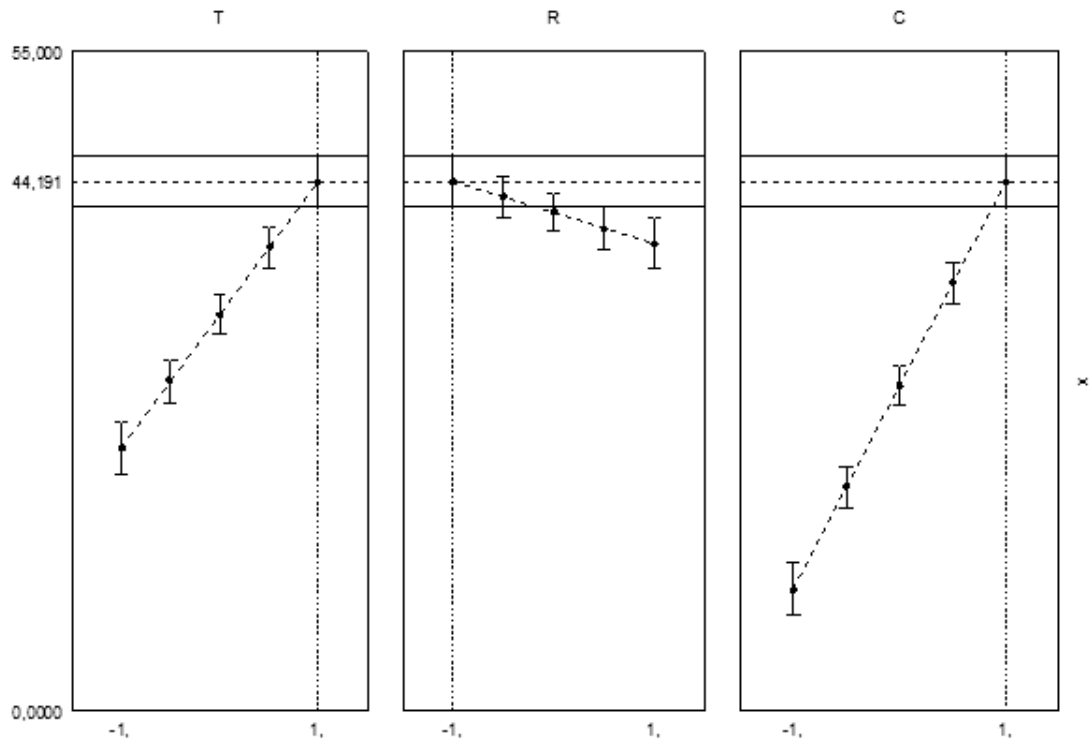 T R C
55,000
44,191
x
0,0000
-1, 1, -1, 1, -1, 1,